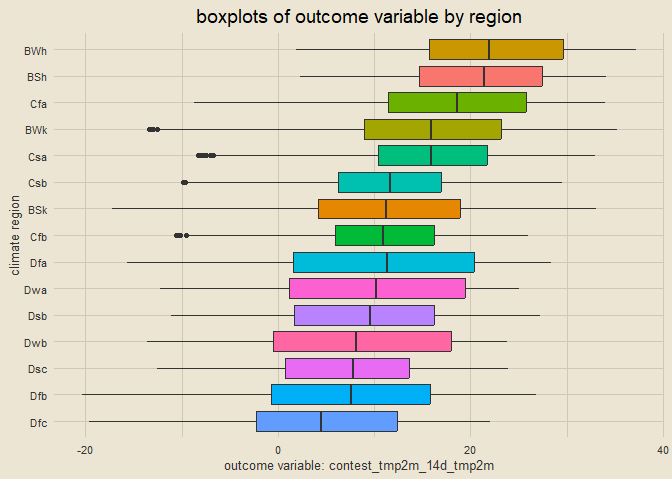 boxplots of outcome variable by region
climate region
BWh
BSh
Cfa
BWk
Csa
Csb
BSk
Cfb
Dfa
Dwa
Dsb
Dwb
Dsc
Dfb
Dfc
-20 0 20 40
outcome variable: contest_tmp2m_14d_tmp2m